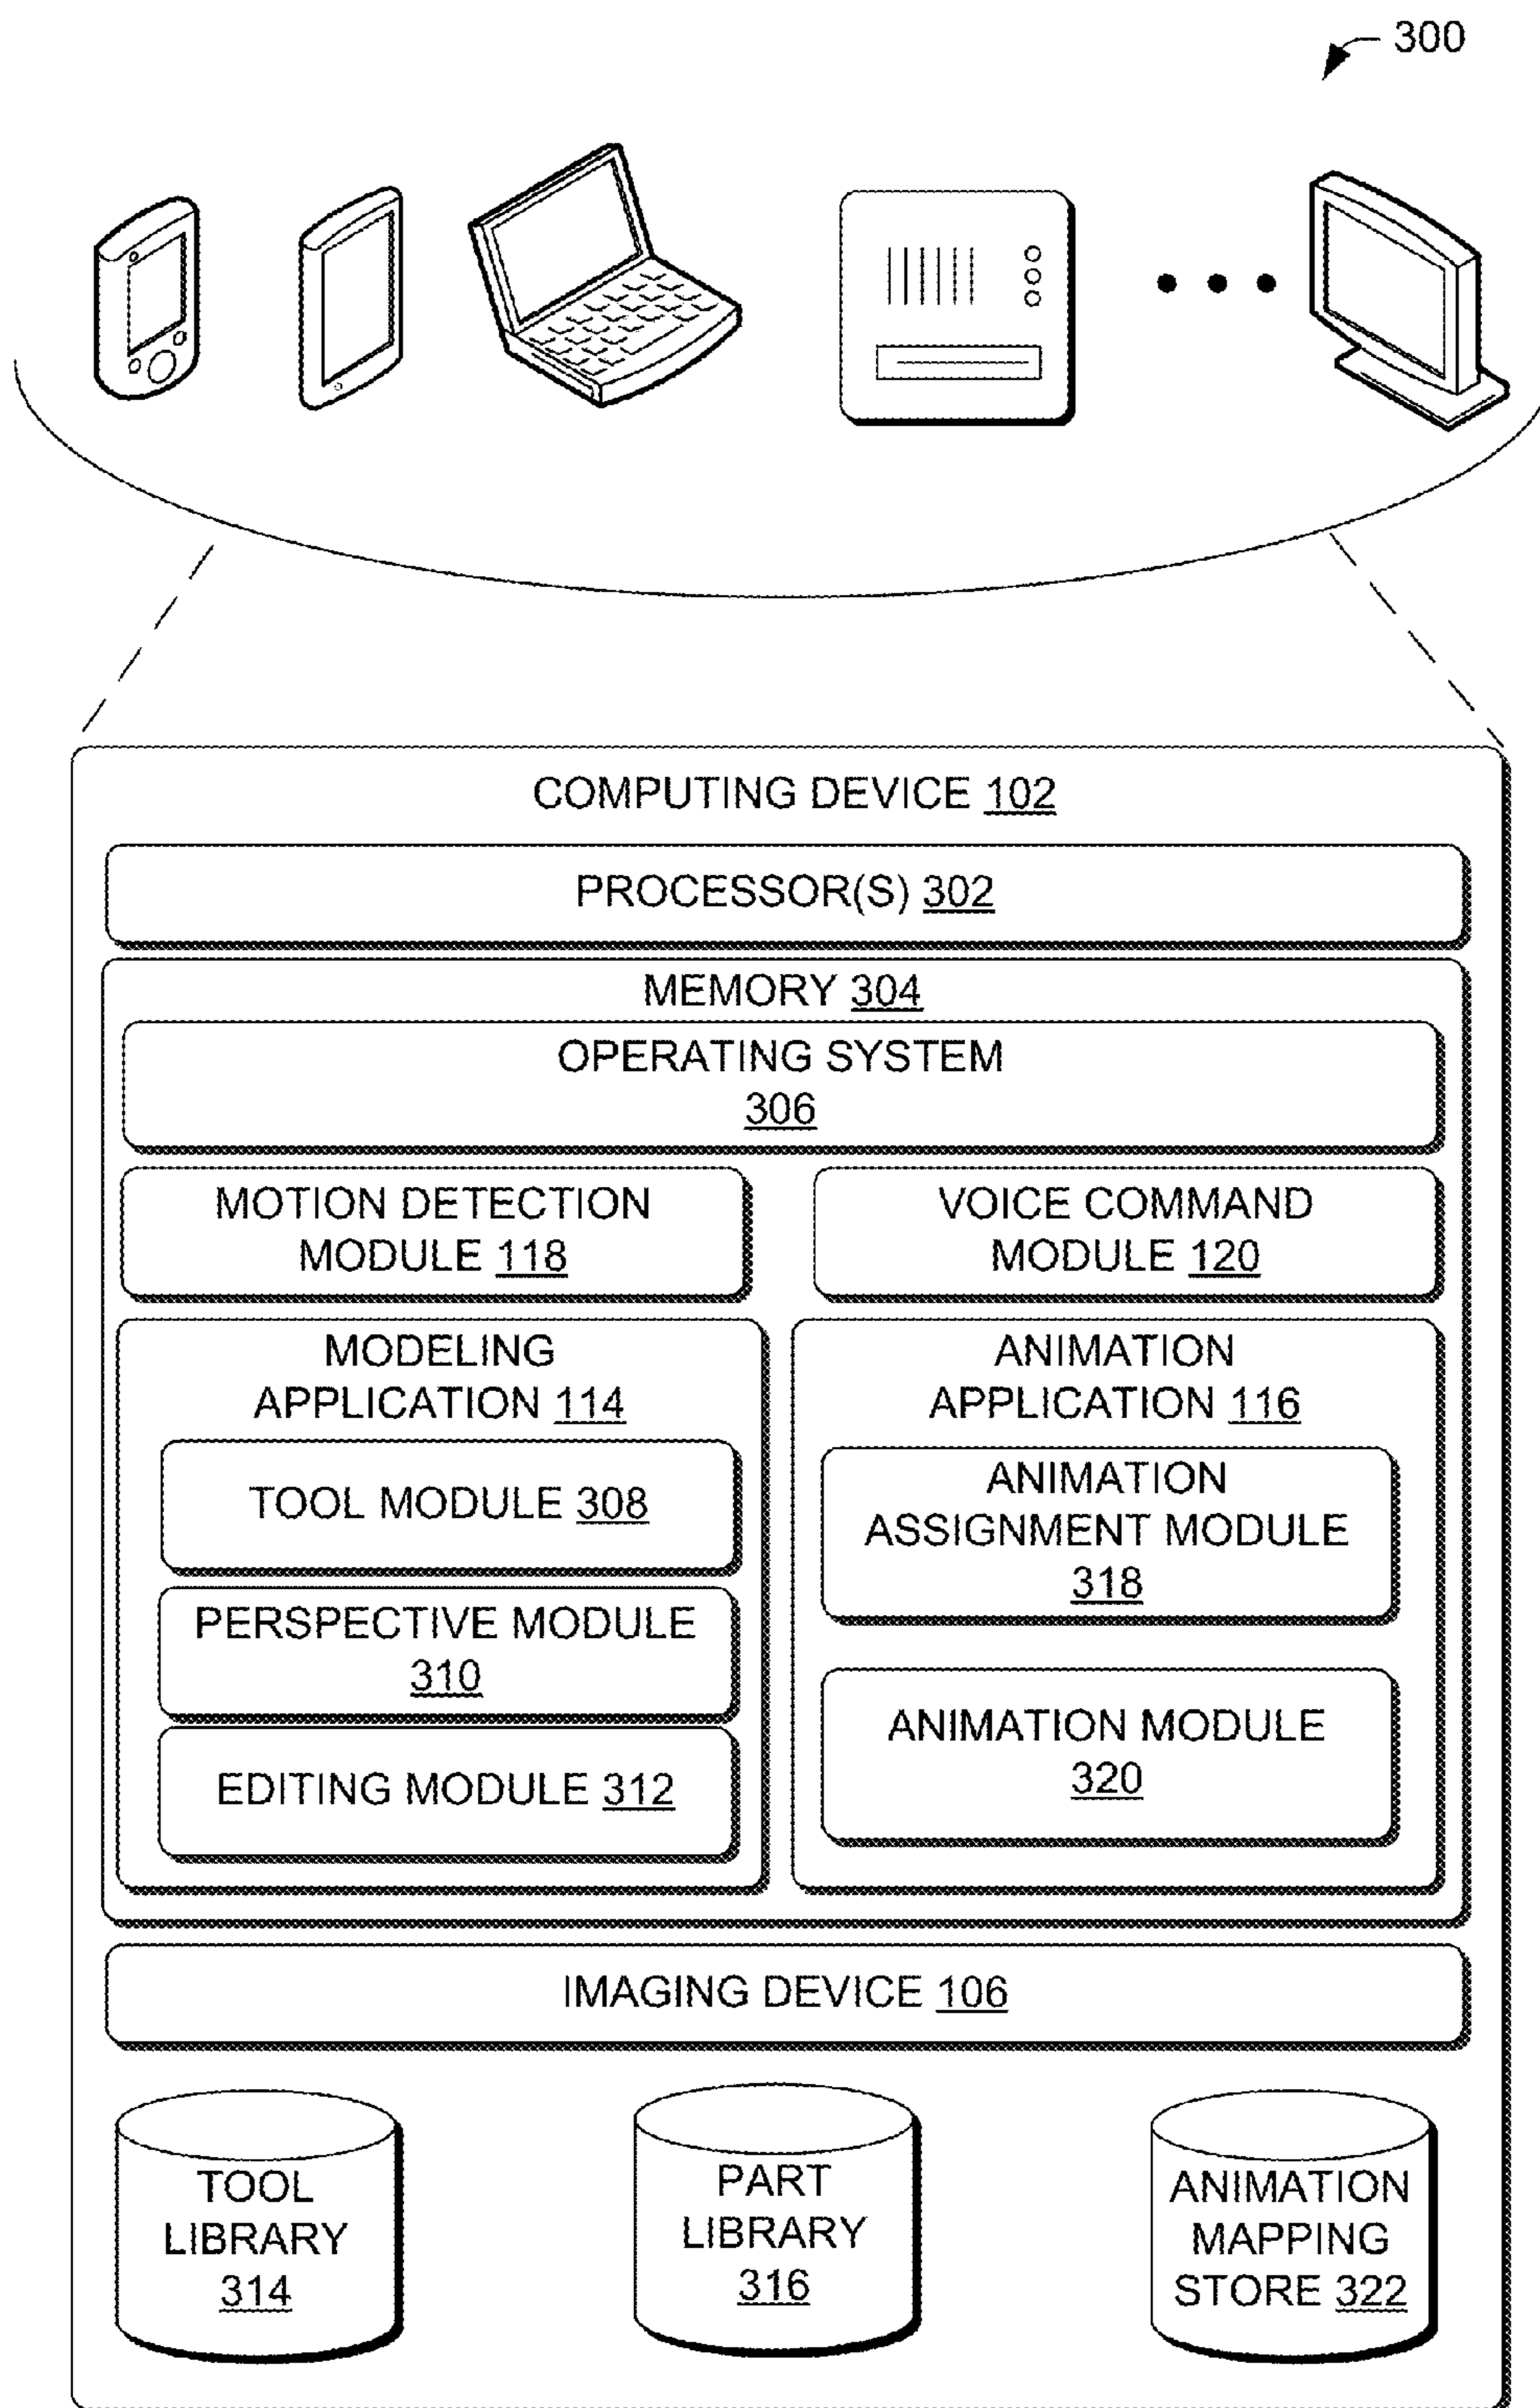 300
COMPUTING DEVICE 102
PROCESSOR(S) 302
MEMORY 304
OPERATING SYSTEM
306
MOTION DETECTION
MODULE 118
VOICE COMMAND
MODULE 120
MODELING
APPLICATION 114
TOOL MODULE 308
PERSPECTIVE MODULE
310
EDITING MODULE 312
ANIMATION
APPLICATION 116
ANIMATION
ASSIGNMENT MODULE
318
ANIMATION MODULE
320
IMAGING DEVICE 106
TOOL
LIBRARY
314
PART
LIBRARY
316
ANIMATION
MAPPING
STORE 322